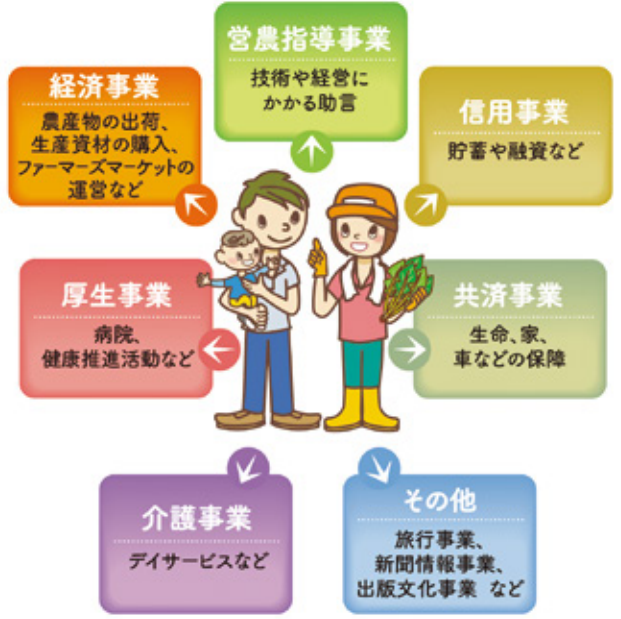 営農指導事業
技術や経営に
かかる助言
経済事業
農産物の出荷、
生産資材の購入、
ファーマーズマーケットの
運営など
信用事業
貯蓄や融資など
厚生事業
病院、
健康推進活動など
共済事業
生命、家、
車などの保障
介護事業
デイサービスなど
その他
旅行事業、
新聞情報事業、
出版文化事業 など